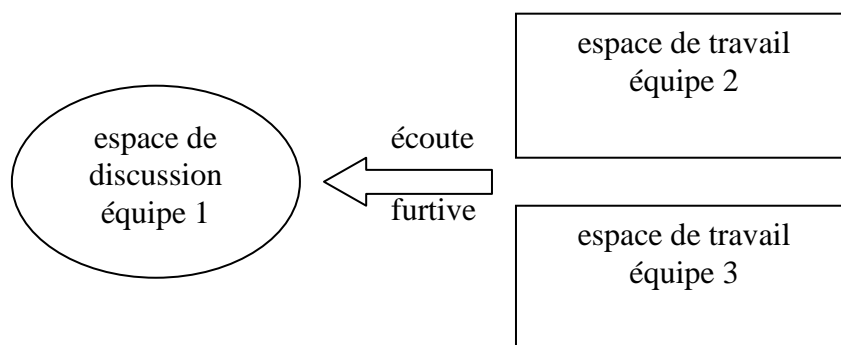 espace de
discussion
équipe 1
écoute
furtive
espace de travail
équipe 2
espace de travail
équipe 3